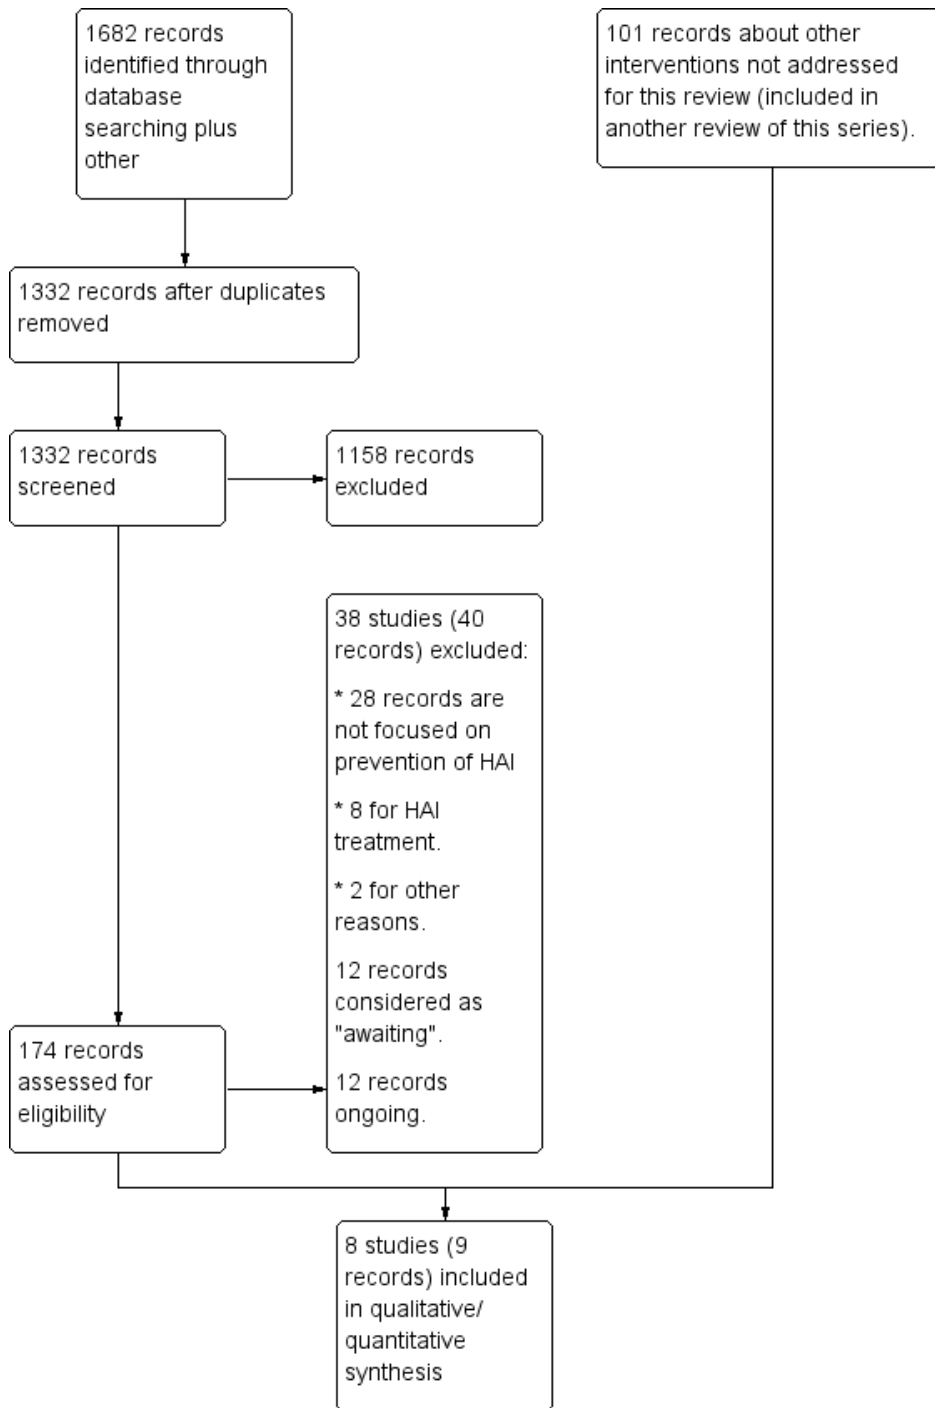 1682 records
identified through
database
searching plus
other
101 records about other
interventions not addressed
for this review (included in
another review of this series).
1332 records after duplicates
removed
1332 records
screened
1158 records
excluded
38 studies (40
records) excluded:
* 28 records are
not focused on
prevention of HAI
* 8 for HAI
treatment.
* 2 for other
reasons.
12 records
considered as
"awaiting".
12 records
ongoing.
174 records
assessed for
eligibility
8 studies (9
records) included
in qualitative/
quantitative
synthesis